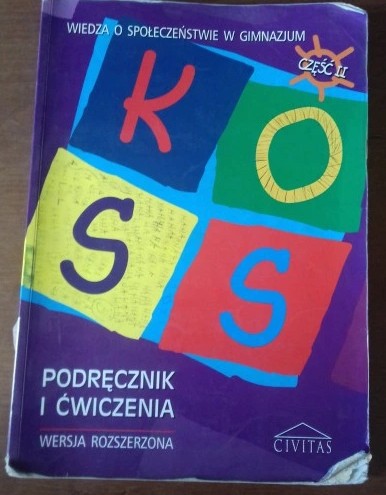 WIEDZA O SPOŁECZEŃSTWIE W GIMNAZJUM
CZĘŚĆ II
K O
S S
PODRĘCZNIK
I ĆWICZENIA
WERSJA ROZSZERZONA
CIVITAS